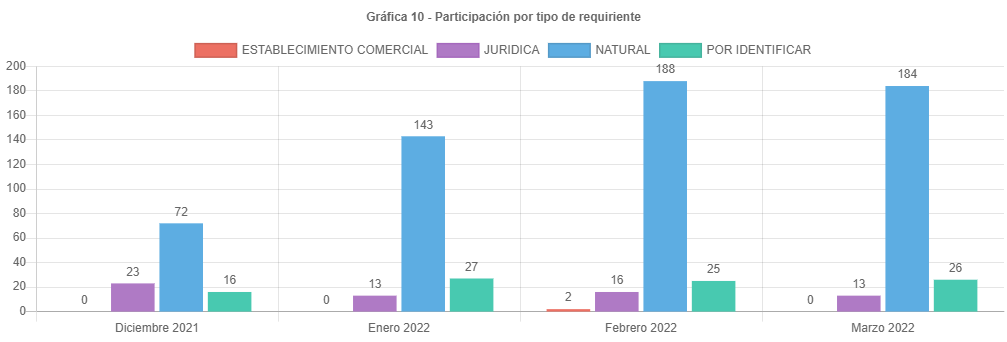 Gráfica 10 - Participación por tipo de requiriente
ESTABLECIMIENTO COMERCIAL JURIDICA NATURAL POR IDENTIFICAR
200
180
160
140
120
100
80
60
40
20
0
0 23 72 16
0 13 143 27
2 16 188 25
0 13 184 26
Diciembre 2021 Enero 2022 Febrero 2022 Marzo 2022